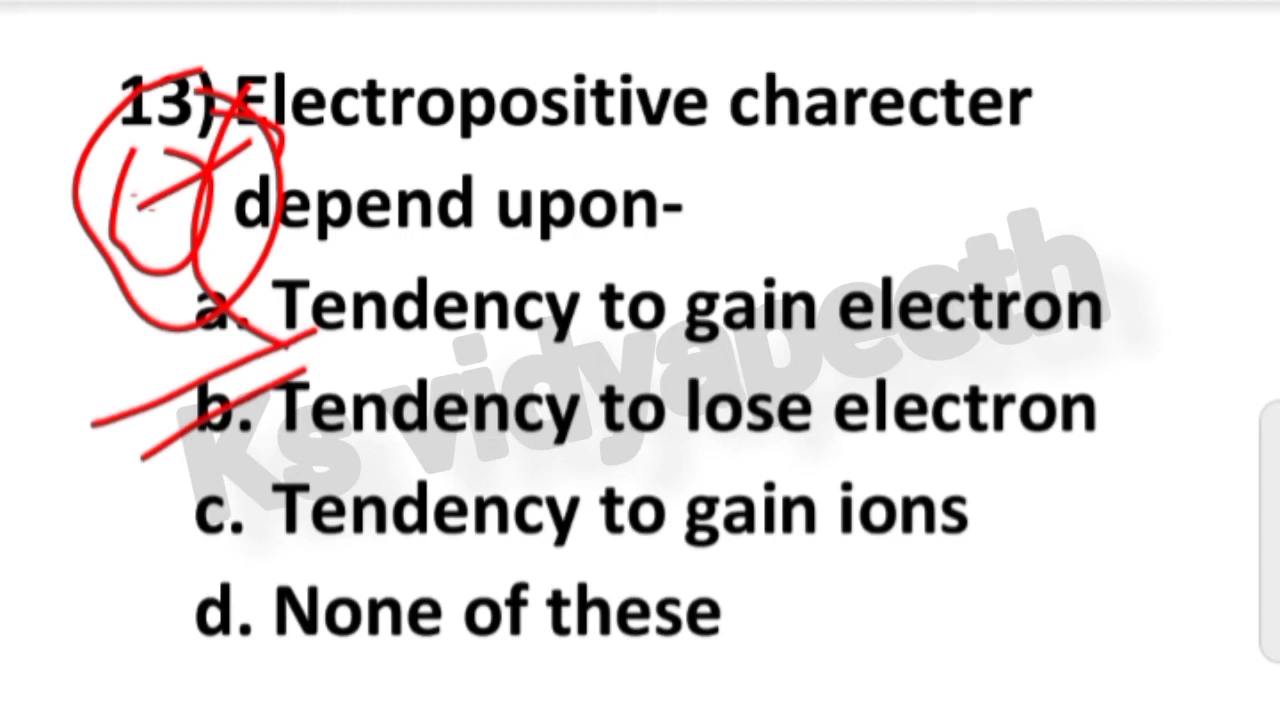 13) Electropositive charecter
depend upon-
a. Tendency to gain electron
b. Tendency to lose electron
c. Tendency to gain ions
d. None of these
Ks vidyapeeth